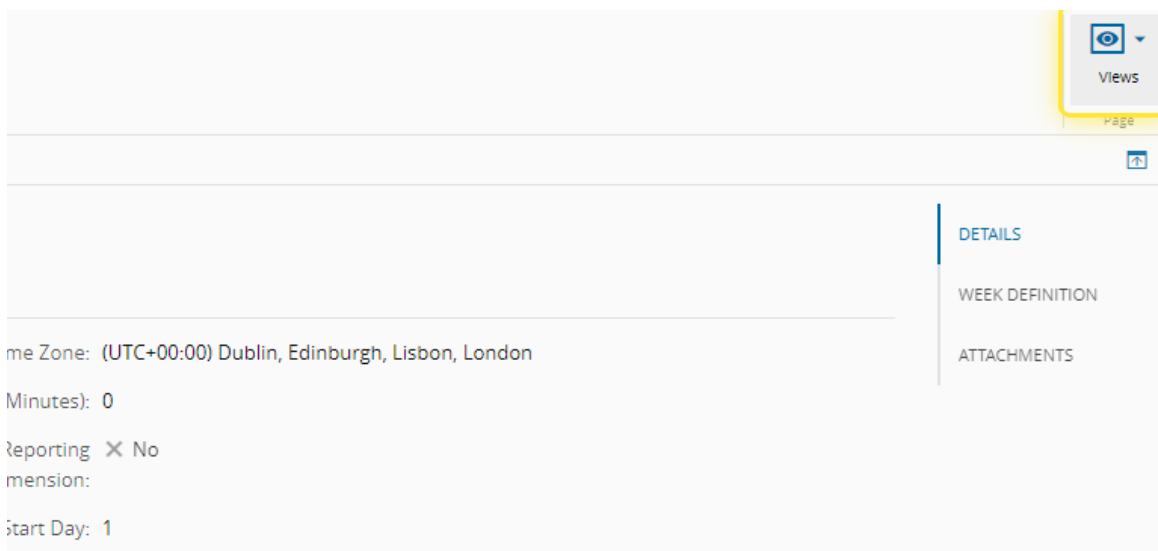 Views
Page
DETAILS
WEEK DEFINITION
me Zone: (UTC+00:00) Dublin, Edinburgh, Lisbon, London
ATTACHMENTS
Minutes): 0
Reporting No
mension:
Start Day: 1